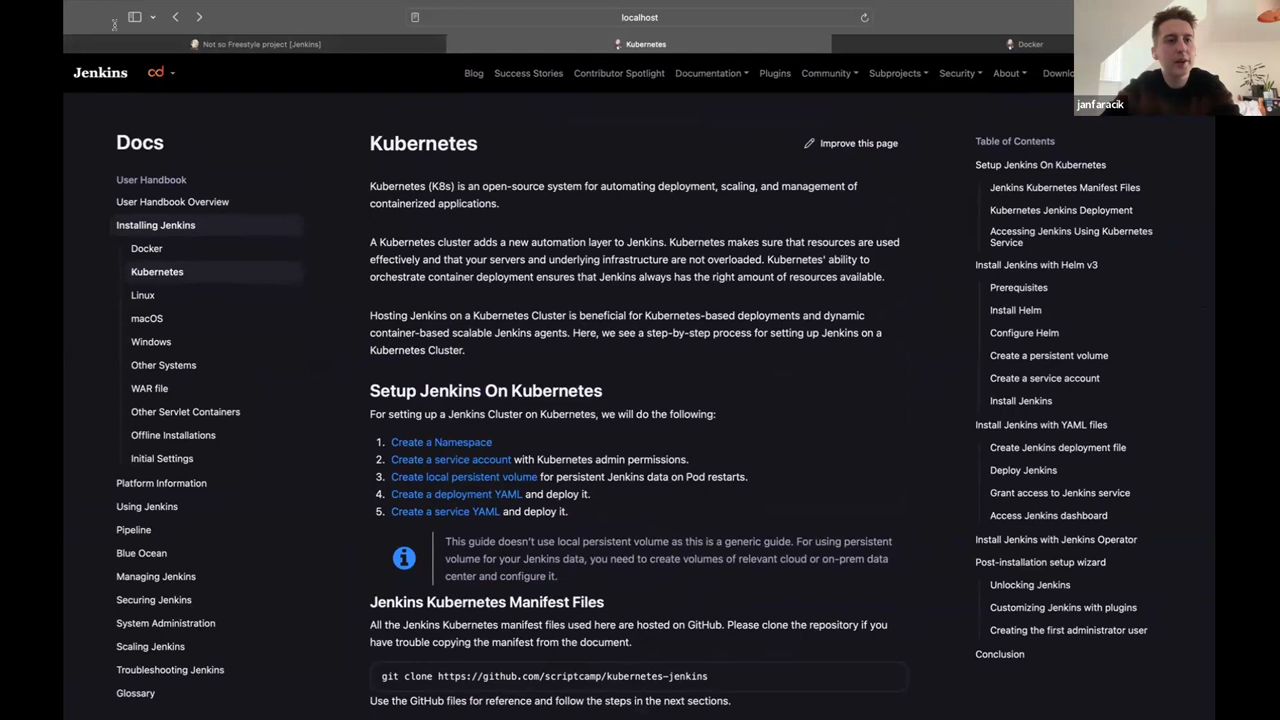 localhost
Not so Freestyle project [Jenkins]
Kubernetes
Docker
Jenkins
cd
Blog
Success Stories
Contributor Spotlight
Documentation
Plugins
Community
Subprojects
Security
About
janfaracik
Docs
User Handbook
User Handbook Overview
Installing Jenkins
Docker
Kubernetes
Linux
macOS
Windows
Other Systems
WAR file
Other Servlet Containers
Offline Installations
Initial Settings
Platform Information
Using Jenkins
Pipeline
Blue Ocean
Managing Jenkins
Securing Jenkins
System Administration
Scaling Jenkins
Troubleshooting Jenkins
Glossary
Kubernetes
Improve this page
Kubernetes (K8s) is an open-source system for automating deployment, scaling, and management of
containerized applications.
A Kubernetes cluster adds a new automation layer to Jenkins. Kubernetes makes sure that resources are used
effectively and that your servers and underlying infrastructure are not overloaded. Kubernetes' ability to
orchestrate container deployment ensures that Jenkins always has the right amount of resources available.
Hosting Jenkins on a Kubernetes Cluster is beneficial for Kubernetes-based deployments and dynamic
container-based scalable Jenkins agents. Here, we see a step-by-step process for setting up Jenkins on a
Kubernetes Cluster.
Setup Jenkins On Kubernetes
For setting up a Jenkins Cluster on Kubernetes, we will do the following:
1. Create a Namespace
2. Create a service account with Kubernetes admin permissions.
3. Create local persistent volume for persistent Jenkins data on Pod restarts.
4. Create a deployment YAML and deploy it.
5. Create a service YAML and deploy it.
This guide doesn't use local persistent volume as this is a generic guide. For using persistent
volume for your Jenkins data, you need to create volumes of relevant cloud or on-prem data
center and configure it.
Jenkins Kubernetes Manifest Files
All the Jenkins Kubernetes manifest files used here are hosted on GitHub. Please clone the repository if you
have trouble copying the manifest from the document.
git clone https://github.com/scriptcamp/kubernetes-jenkins
Use the GitHub files for reference and follow the steps in the next sections.
Table of Contents
Setup Jenkins On Kubernetes
Jenkins Kubernetes Manifest Files
Kubernetes Jenkins Deployment
Accessing Jenkins Using Kubernetes
Service
Install Jenkins with Helm v3
Prerequisites
Install Helm
Configure Helm
Create a persistent volume
Create a service account
Install Jenkins
Install Jenkins with YAML files
Create Jenkins deployment file
Deploy Jenkins
Grant access to Jenkins service
Access Jenkins dashboard
Install Jenkins with Jenkins Operator
Post-installation setup wizard
Unlocking Jenkins
Customizing Jenkins with plugins
Creating the first administrator user
Conclusion